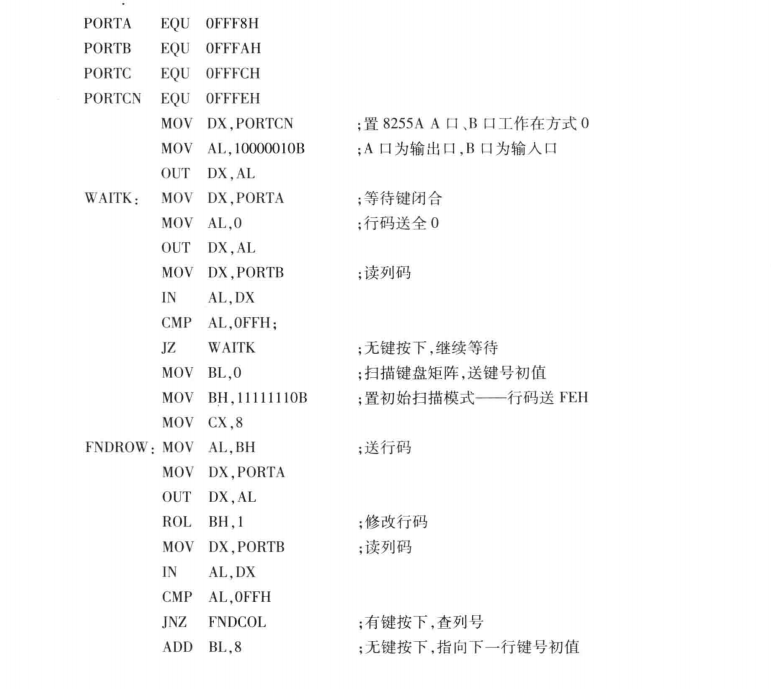 PORTA EQU 0FFF8H
PORTB EQU 0FFFAH
PORTC EQU 0FFFCH
PORTCN EQU 0FFFEH
MOV DX,PORTCN ;置 8255A A 口、B 口工作在方式 0
MOV AL,10000010B ;A 口为输出口,B 口为输入口
OUT DX,AL
WAITK: MOV DX,PORTA ;等待键闭合
MOV AL,0 ;行码送全 0
OUT DX,AL
MOV DX,PORTB ;读列码
IN AL,DX
CMP AL,0FFH;
JZ WAITK ;无键按下,继续等待
MOV BL,0 ;扫描键盘矩阵,送键号初值
MOV BH,11111110B ;置初始扫描模式——行码送 FEH
MOV CX,8
FNDROW: MOV AL,BH ;送行码
MOV DX,PORTA
OUT DX,AL
ROL BH,1 ;修改行码
MOV DX,PORTB ;读列码
IN AL,DX
CMP AL,0FFH
JNZ FNDCOL ;有键按下,查列号
ADD BL,8 ;无键按下,指向下一行键号初值